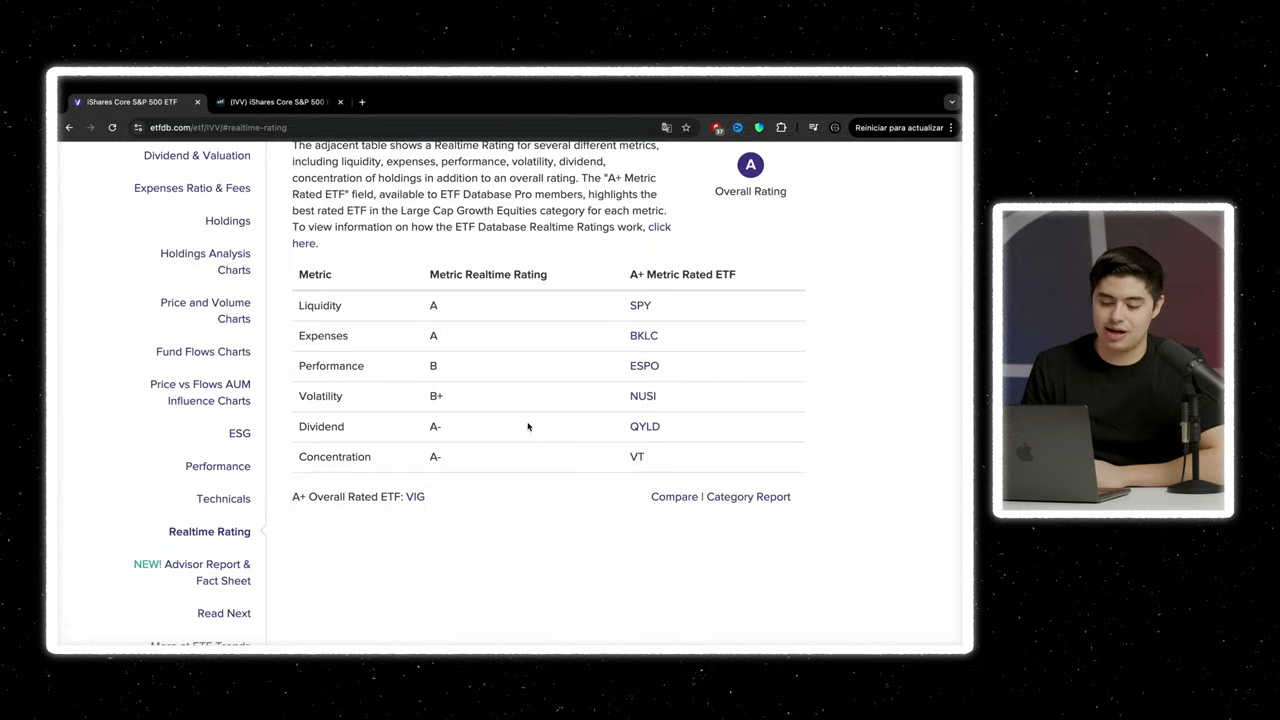 iShares Core S&P 500 ETF
(IVV) iShares Core S&P 500 E
etfdb.com/etf/IVV/#realtime-rating
37
Reiniciar para actualizar
Dividend & Valuation
Expenses Ratio & Fees
Holdings
Holdings Analysis
Charts
Price and Volume
Charts
Fund Flows Charts
Price vs Flows AUM
Influence Charts
ESG
Performance
Technicals
Realtime Rating
NEW! Advisor Report &
Fact Sheet
Read Next
More at ETF Trends
The adjacent table shows a Realtime Rating for several different metrics,
including liquidity, expenses, performance, volatility, dividend,
concentration of holdings in addition to an overall rating. The "A+ Metric
Rated ETF" field, available to ETF Database Pro members, highlights the
best rated ETF in the Large Cap Growth Equities category for each metric.
To view information on how the ETF Database Realtime Ratings work, click
here.
A
Overall Rating
Metric Metric Realtime Rating A+ Metric Rated ETF
Liquidity A SPY
Expenses A BKLC
Performance B ESPO
Volatility B+ NUSI
Dividend A- QYLD
Concentration A- VT
A+ Overall Rated ETF: VIG
Compare | Category Report